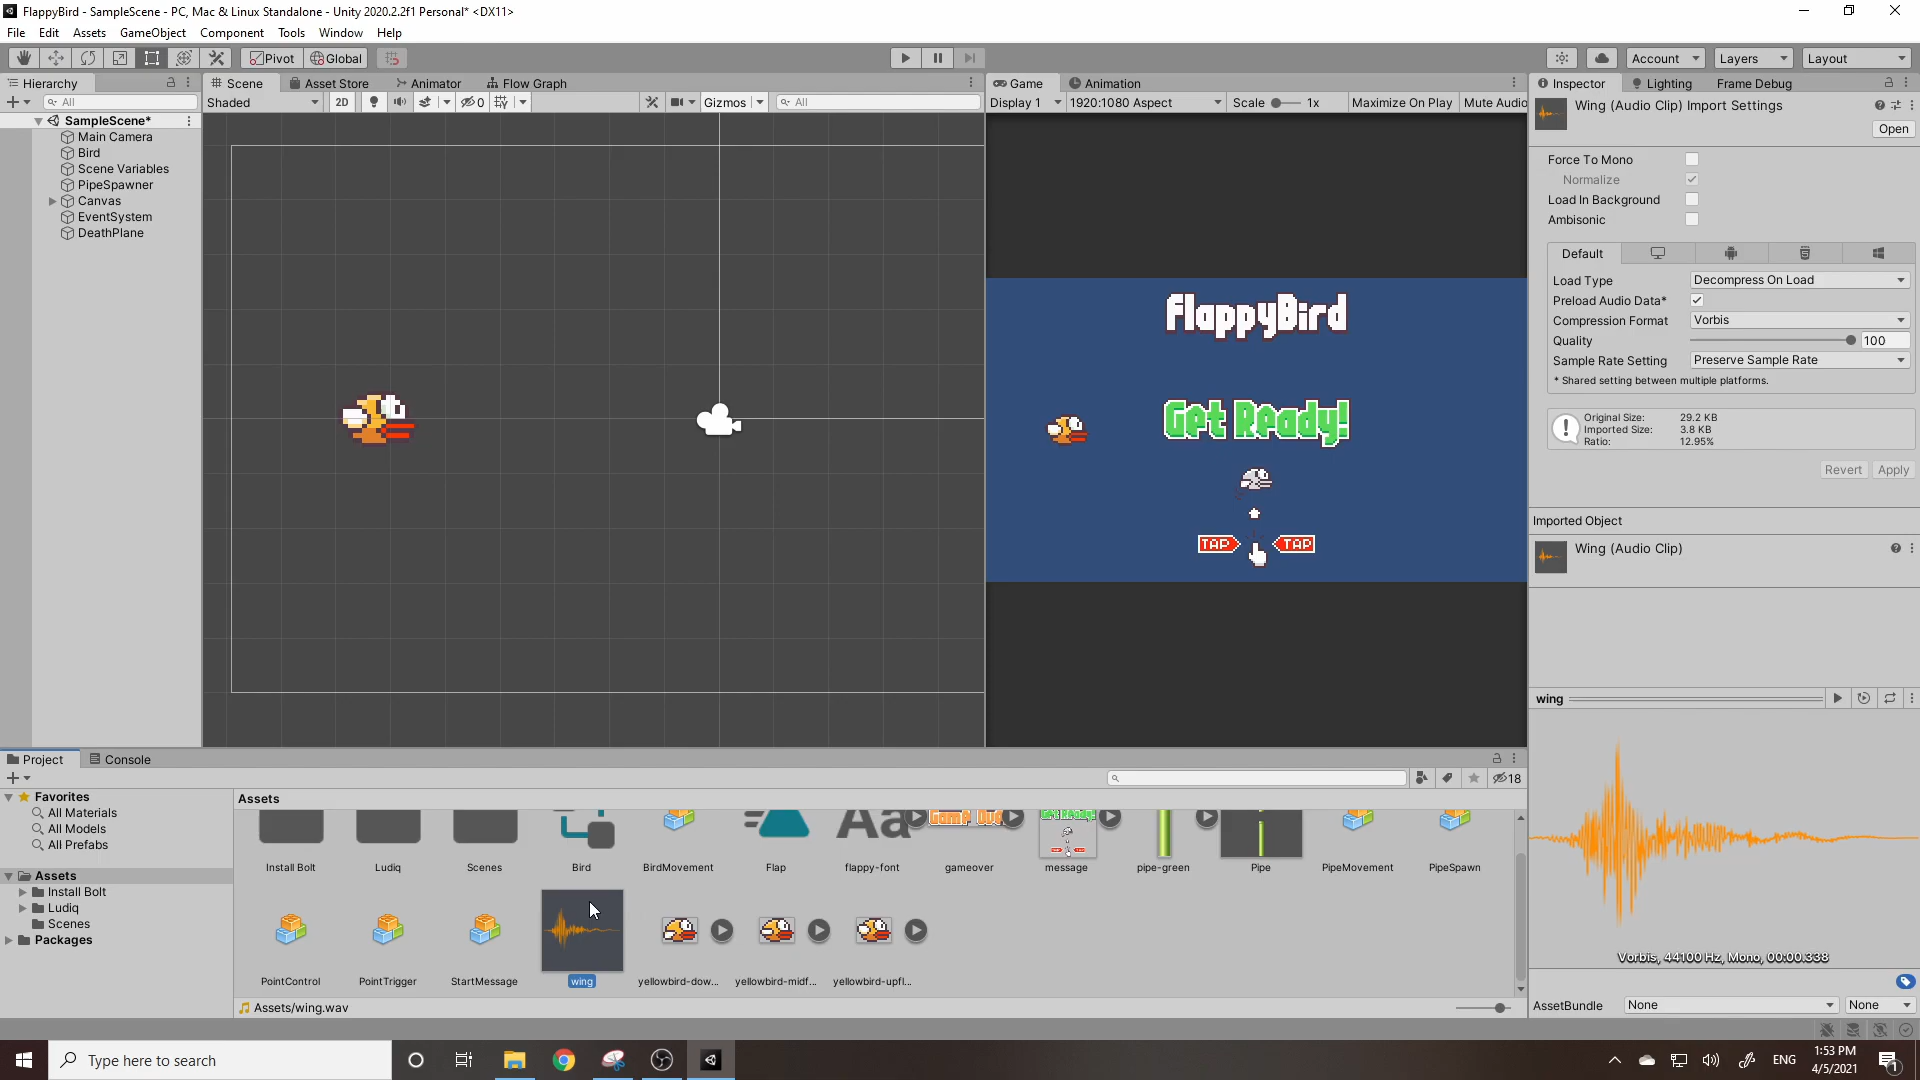 FlappyBird - SampleScene - PC, Mac & Linux Standalone - Unity 2020.2.2f1 Personal* <DX11>
File Edit Assets GameObject Component Tools Window Help
Pivot Global Account Layers Layout
Hierarchy Scene Asset Store Animator Flow Graph Game Animation Inspector Lighting Frame Debug
All Shaded 2D 0 Gizmos All Display 1 1920:1080 Aspect Scale 1x Maximize On Play Mute Audio
Wing (Audio Clip) Import Settings
Open
SampleScene*
Main Camera
Bird
Scene Variables
PipeSpawner
Canvas
EventSystem
DeathPlane
FlappyBird
Get Ready!
TAP TAP
Force To Mono
Normalize
Load In Background
Ambisonic
Default
Load Type Decompress On Load
Preload Audio Data*
Compression Format Vorbis
Quality 100
Sample Rate Setting Preserve Sample Rate
* Shared setting between multiple platforms.
Original Size: 29.2 KB
Imported Size: 3.8 KB
Ratio: 12.95%
Revert Apply
Imported Object
Wing (Audio Clip)
wing
Vorbis, 44100 Hz, Mono, 00:00.338
AssetBundle None None
Project Console
18
Favorites
All Materials
All Models
All Prefabs
Assets
Install Bolt
Ludiq
Scenes
Packages
Assets
Aa
Get Ready!
Install Bolt Ludiq Scenes Bird BirdMovement Flap flappy-font gameover message pipe-green Pipe PipeMovement PipeSpawn
PointControl PointTrigger StartMessage wing yellowbird-dow... yellowbird-midf... yellowbird-upfl...
Assets/wing.wav
Type here to search
ENG
1:53 PM
4/5/2021
1